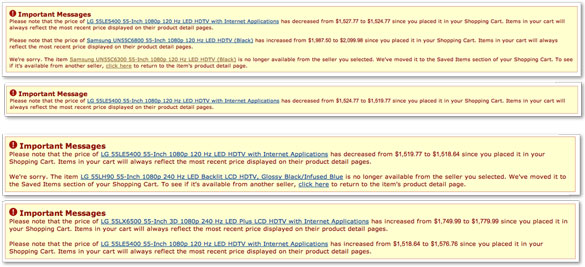 Important Messages
Please note that the price of LG 55LE5400 55-Inch 1080p 120 Hz LED HDTV with Internet Applications has decreased from $1,527.77 to $1,524.77 since you placed it in your Shopping Cart. Items in your cart will
always reflect the most recent price displayed on their product detail pages.
Please note that the price of Samsung UN55C6800 55-Inch 1080p 120 Hz LED HDTV (Black) has increased from $1,987.50 to $2,099.98 since you placed it in your Shopping Cart. Items in your cart will always
reflect the most recent price displayed on their product detail pages.
We're sorry. The item Samsung UN55C6300 55-Inch 1080p 120 Hz LED HDTV (Black) is no longer available from the seller you selected. We've moved it to the Saved Items section of your Shopping Cart. To see
if it's available from another seller, click here to return to the item's product detail page.
Important Messages
Please note that the price of LG 55LE5400 55-Inch 1080p 120 Hz LED HDTV with Internet Applications has decreased from $1,524.77 to $1,519.77 since you placed it in your Shopping Cart. Items in your cart will
always reflect the most recent price displayed on their product detail pages.
Important Messages
Please note that the price of LG 55LE5400 55-Inch 1080p 120 Hz LED HDTV with Internet Applications has decreased from $1,519.77 to $1,518.64 since you placed it in your
Shopping Cart. Items in your cart will always reflect the most recent price displayed on their product detail pages.
We're sorry. The item LG 55LH90 55-Inch 1080p 240 Hz LED Backlit LCD HDTV, Glossy Black/Infused Blue is no longer available from the seller you selected. We've moved it to
the Saved Items section of your Shopping Cart. To see if it's available from another seller, click here to return to the item's product detail page.
Important Messages
Please note that the price of LG 55LX6500 55-Inch 3D 1080p 240 Hz LED Plus LCD HDTV with Internet Applications has increased from $1,749.99 to $1,779.99 since you placed it in
your Shopping Cart. Items in your cart will always reflect the most recent price displayed on their product detail pages.
Please note that the price of LG 55LE5400 55-Inch 1080p 120 Hz LED HDTV with Internet Applications has increased from $1,518.64 to $1,576.76 since you placed it in your
Shopping Cart. Items in your cart will always reflect the most recent price displayed on their product detail pages.